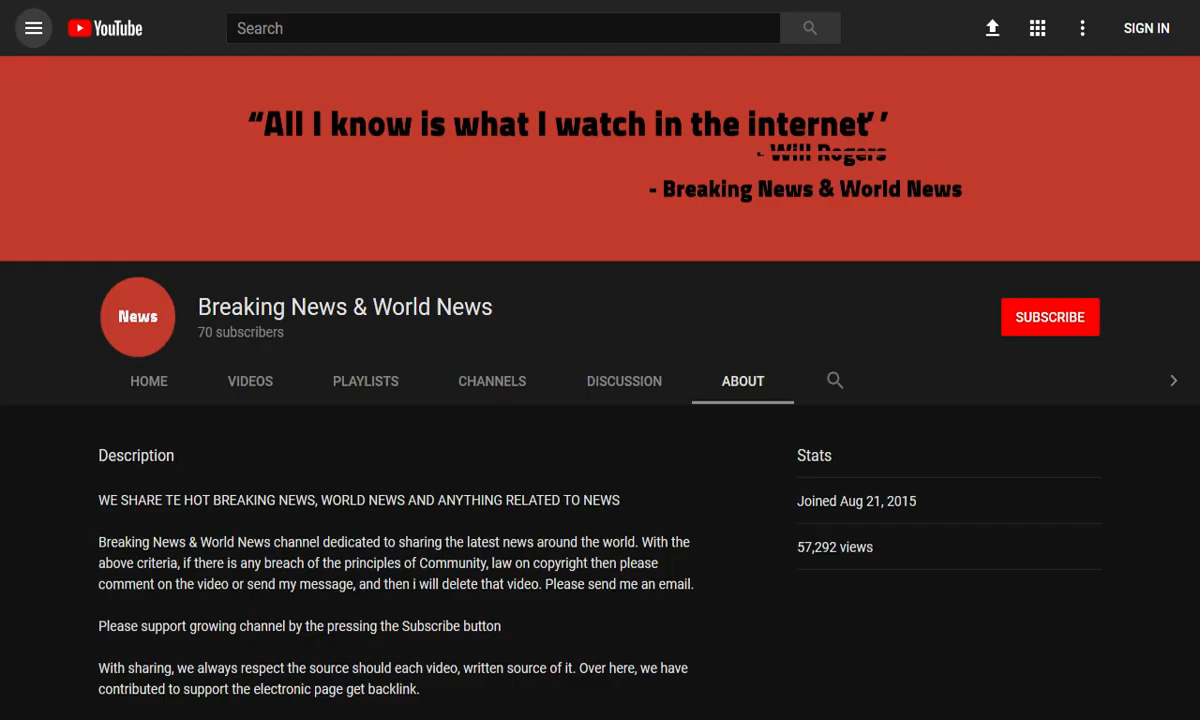 YouTube
Search
SIGN IN
“All I know is what I watch in the internet’’
- Will Rogers
- Breaking News & World News
News
Breaking News & World News
70 subscribers
SUBSCRIBE
HOME VIDEOS PLAYLISTS CHANNELS DISCUSSION ABOUT
Description
WE SHARE TE HOT BREAKING NEWS, WORLD NEWS AND ANYTHING RELATED TO NEWS
Breaking News & World News channel dedicated to sharing the latest news around the world. With the
above criteria, if there is any breach of the principles of Community, law on copyright then please
comment on the video or send my message, and then i will delete that video. Please send me an email.
Please support growing channel by the pressing the Subscribe button
With sharing, we always respect the source should each video, written source of it. Over here, we have
contributed to support the electronic page get backlink.
Stats
Joined Aug 21, 2015
57,292 views